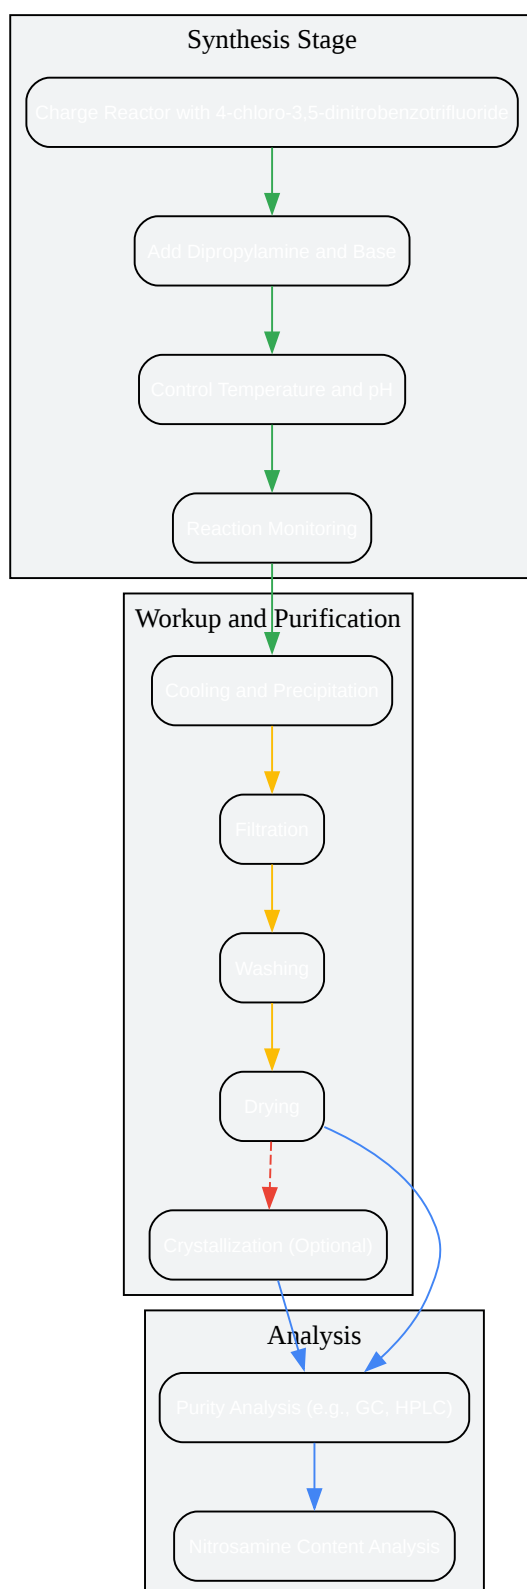 Synthesis Stage
Charge Reactor with 4-chloro-3,5-dinitrobenzotrifluoride
Add Dipropylamine and Base
Control Temperature and pH
Reaction Monitoring
Workup and Purification
Cooling and Precipitation
Filtration
Washing
Drying
Crystallization (Optional)
Analysis
Purity Analysis (e.g., GC, HPLC)
Nitrosamine Content Analysis